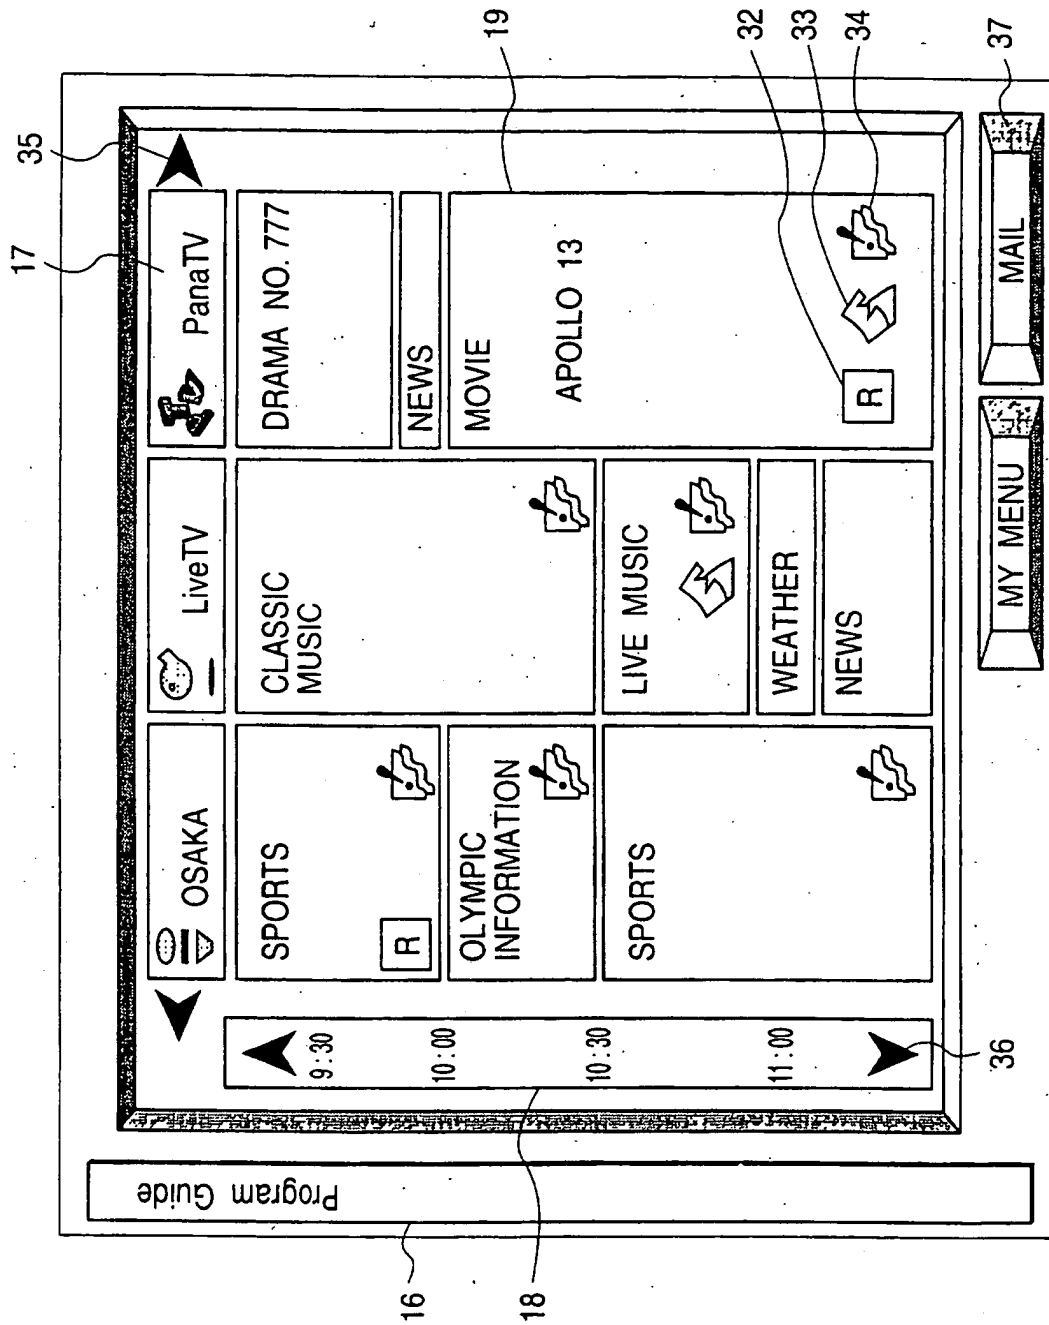 Program Guide
16
17
35
OSAKA
LiveTV
PanaTV
18
9:30
10:00
10:30
11:00
36
SPORTS
R
OLYMPIC
INFORMATION
SPORTS
CLASSIC
MUSIC
LIVE MUSIC
WEATHER
NEWS
DRAMA NO. 777
NEWS
MOVIE
APOLLO 13
R
19
32
33
34
MY MENU
MAIL
37